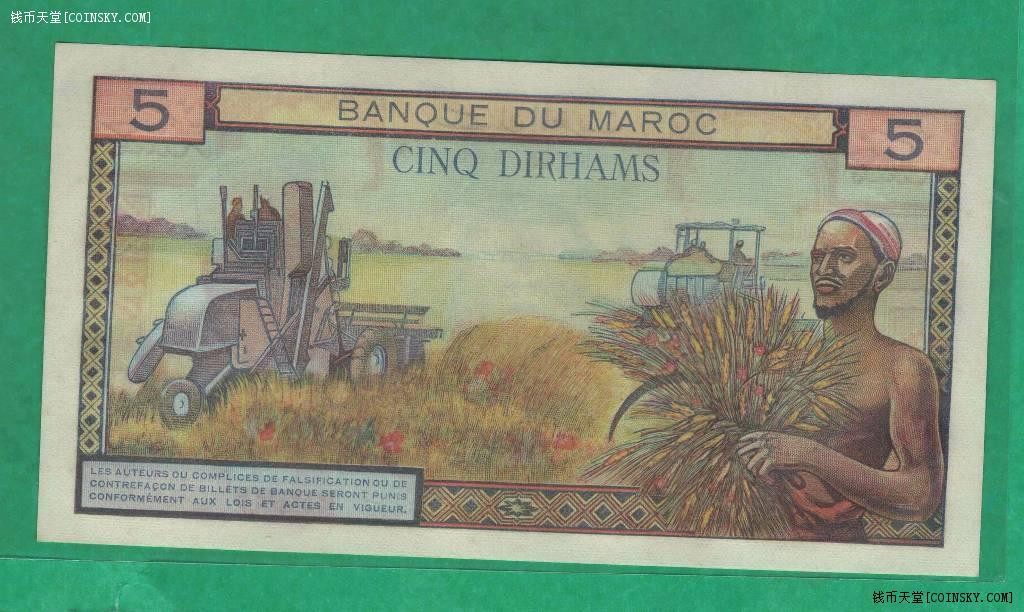 钱币天堂[COINSKY.COM]
5
BANQUE DU MAROC
5
CINQ DIRHAMS
LES AUTEURS OU COMPLICES DE FALSIFICATION OU DE
CONTREFAÇON DE BILLETS DE BANQUE SERONT PUNIS
CONFORMÉMENT AUX LOIS ET ACTES EN VIGUEUR.
钱币天堂[COINSKY.COM]